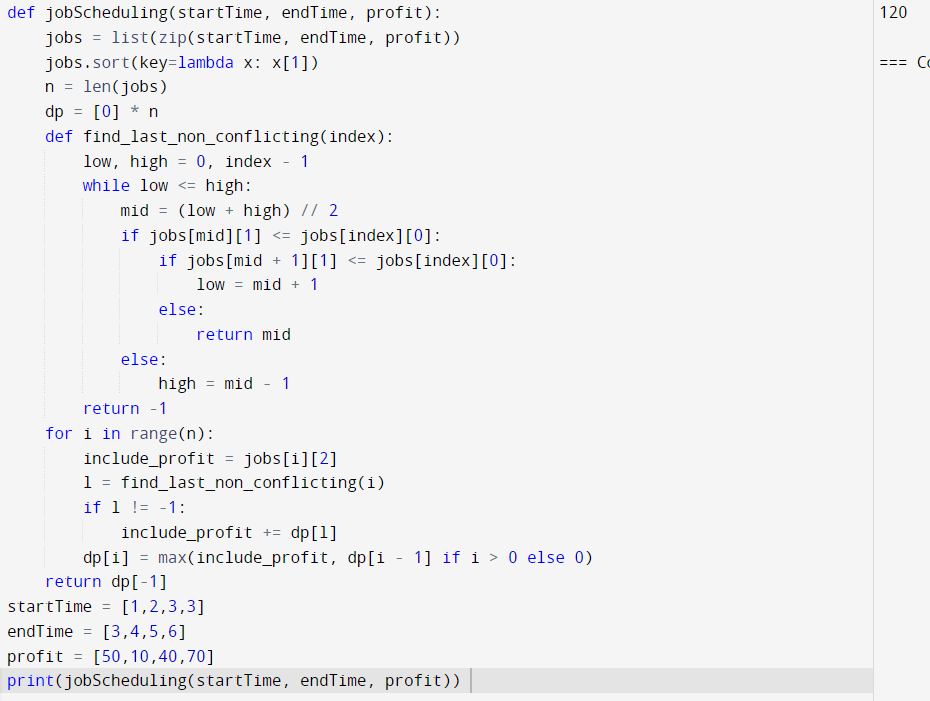 def jobScheduling(startTime, endTime, profit):
    jobs = list(zip(startTime, endTime, profit))
    jobs.sort(key=lambda x: x[1])
    n = len(jobs)
    dp = [0] * n
    def find_last_non_conflicting(index):
        low, high = 0, index - 1
        while low <= high:
            mid = (low + high) // 2
            if jobs[mid][1] <= jobs[index][0]:
                if jobs[mid + 1][1] <= jobs[index][0]:
                    low = mid + 1
                else:
                    return mid
            else:
                high = mid - 1
        return -1
    for i in range(n):
        include_profit = jobs[i][2]
        l = find_last_non_conflicting(i)
        if l != -1:
            include_profit += dp[l]
        dp[i] = max(include_profit, dp[i - 1] if i > 0 else 0)
    return dp[-1]
startTime = [1,2,3,3]
endTime = [3,4,5,6]
profit = [50,10,40,70]
print(jobScheduling(startTime, endTime, profit))
120
===